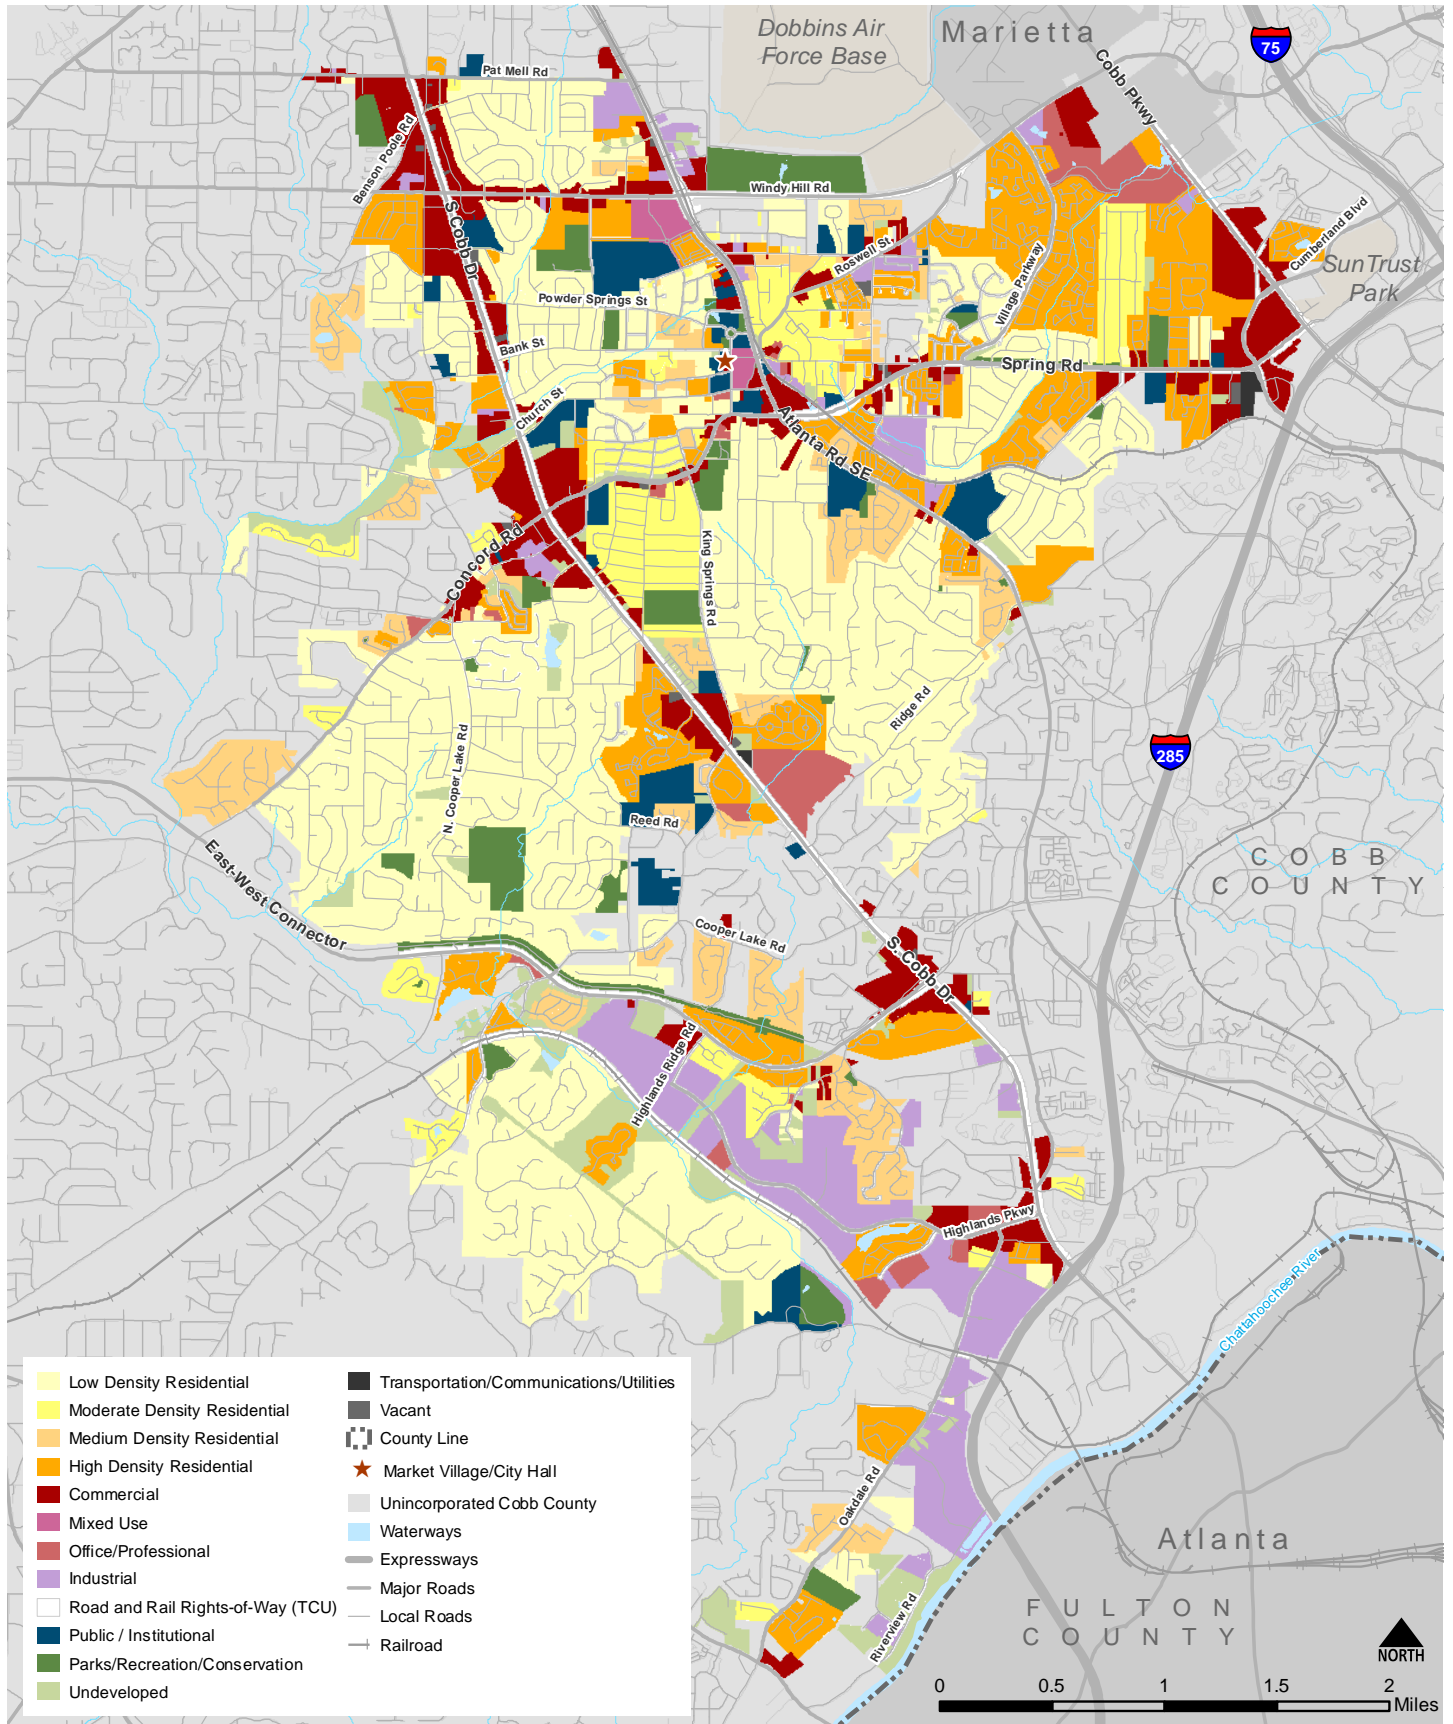 Dobbins Air
Force Base
Marietta
75
Cobb Pkwy
Pat Mell Rd
Benson Poole Rd
Windy Hill Rd
S Cobb Dr
Roswell St.
Village Parkway
Cumberland Blvd
SunTrust
Park
Powder Springs St
Bank St
Spring Rd
Church St
Atlanta Rd SE
Concord Rd
King Springs Rd
Ridge Rd
N. Cooper Lake Rd
285
Reed Rd
East-West Connector
COBB
COUNTY
Cooper Lake Rd
S. Cobb Dr
Highlands Ridge Rd
Highlands Pkwy
Chattahoochee River
Oakdale Rd
Riverview Rd
Atlanta
FULTON
COUNTY
Low Density Residential
Moderate Density Residential
Medium Density Residential
High Density Residential
Commercial
Mixed Use
Office/Professional
Industrial
Road and Rail Rights-of-Way (TCU)
Public / Institutional
Parks/Recreation/Conservation
Undeveloped
Transportation/Communications/Utilities
Vacant
County Line
Market Village/City Hall
Unincorporated Cobb County
Waterways
Expressways
Major Roads
Local Roads
Railroad
NORTH
0 0.5 1 1.5 2
Miles